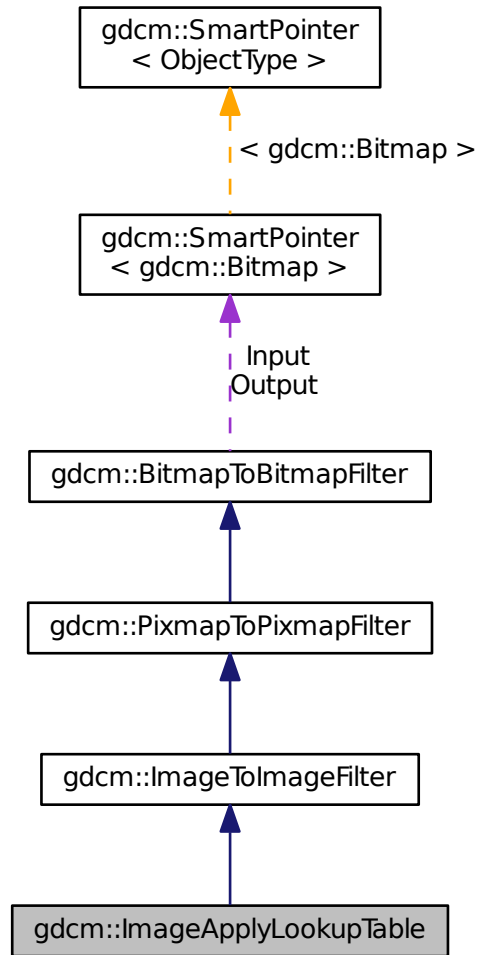 gdcm::SmartPointer
< ObjectType >
< gdcm::Bitmap >
gdcm::SmartPointer
< gdcm::Bitmap >
Input
Output
gdcm::BitmapToBitmapFilter
gdcm::PixmapToPixmapFilter
gdcm::ImageToImageFilter
gdcm::ImageApplyLookupTable